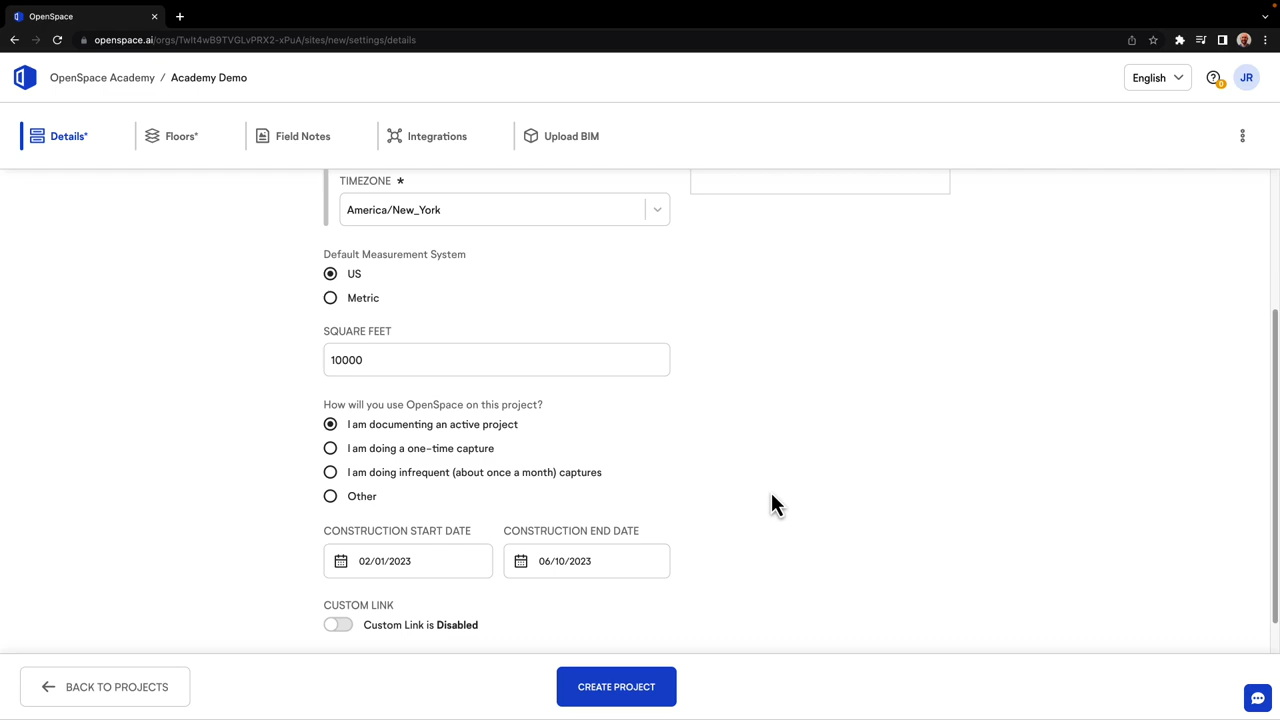 OpenSpace
openspace.ai/orgs/TwIt4wB9TVGLvPRX2-xPuA/sites/new/settings/details
OpenSpace Academy / Academy Demo
English
0
JR
Details*
Floors*
Field Notes
Integrations
Upload BIM
TIMEZONE *
America/New_York
Default Measurement System
US
Metric
SQUARE FEET
10000
How will you use OpenSpace on this project?
I am documenting an active project
I am doing a one-time capture
I am doing infrequent (about once a month) captures
Other
CONSTRUCTION START DATE
CONSTRUCTION END DATE
02/01/2023
06/10/2023
CUSTOM LINK
Custom Link is Disabled
BACK TO PROJECTS
CREATE PROJECT